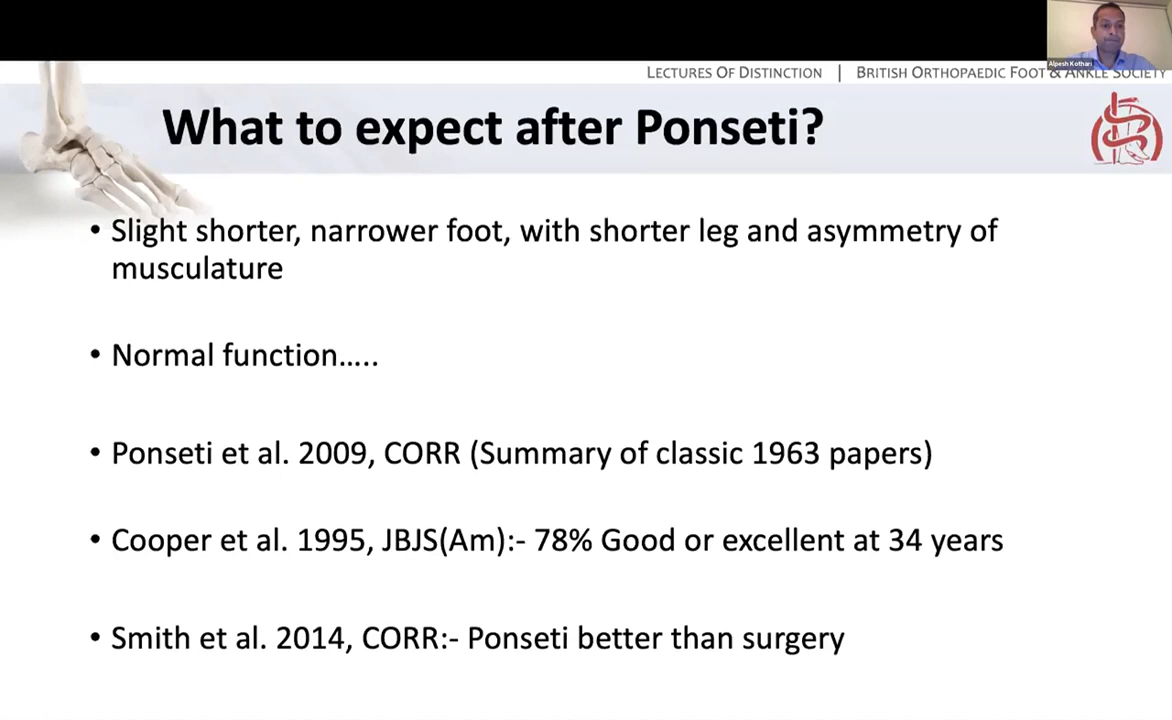 Alpesh Kothari
LECTURES OF DISTINCTION | BRITISH ORTHOPAEDIC FOOT & ANKLE SOCIETY
What to expect after Ponseti?
• Slight shorter, narrower foot, with shorter leg and asymmetry of
musculature
• Normal function.....
• Ponseti et al. 2009, CORR (Summary of classic 1963 papers)
• Cooper et al. 1995, JBJS(Am):- 78% Good or excellent at 34 years
• Smith et al. 2014, CORR:- Ponseti better than surgery